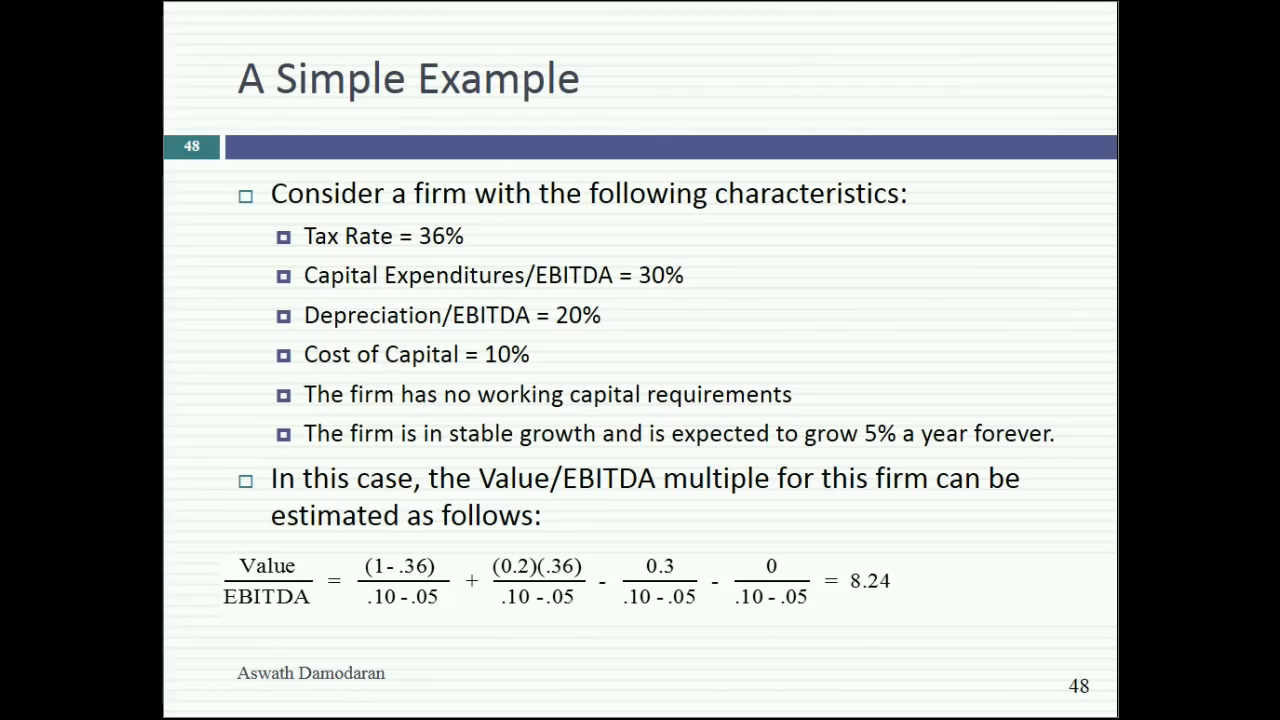 A Simple Example
48
Consider a firm with the following characteristics:
Tax Rate = 36%
Capital Expenditures/EBITDA = 30%
Depreciation/EBITDA = 20%
Cost of Capital = 10%
The firm has no working capital requirements
The firm is in stable growth and is expected to grow 5% a year forever.
In this case, the Value/EBITDA multiple for this firm can be
estimated as follows:
Value/EBITDA = (1-.36)/.10-.05 + (0.2)(.36)/.10-.05 - 0.3/.10-.05 - 0/.10-.05 = 8.24
Aswath Damodaran
48